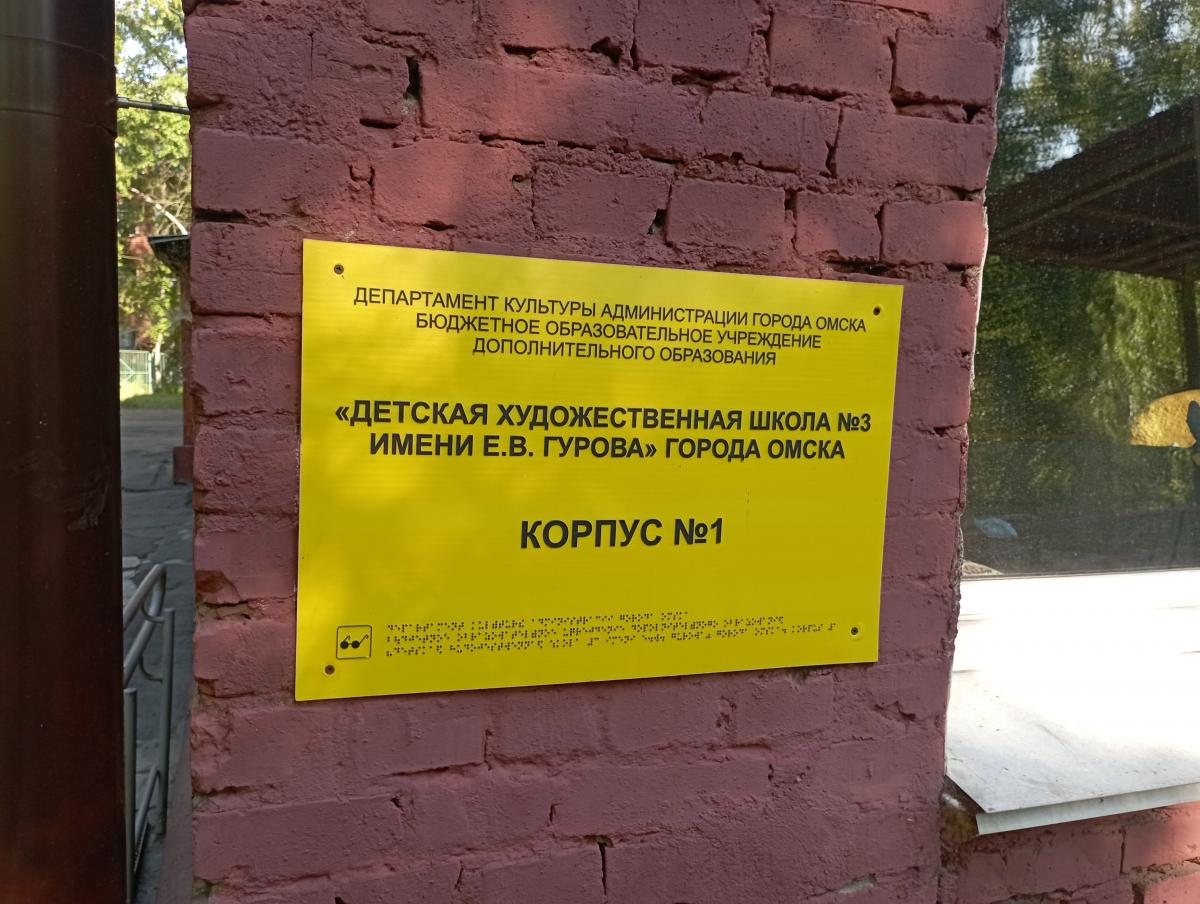 ДЕПАРТАМЕНТ КУЛЬТУРЫ АДМИНИСТРАЦИИ ГОРОДА ОМСКА
БЮДЖЕТНОЕ ОБРАЗОВАТЕЛЬНОЕ УЧРЕЖДЕНИЕ
ДОПОЛНИТЕЛЬНОГО ОБРАЗОВАНИЯ
«ДЕТСКАЯ ХУДОЖЕСТВЕННАЯ ШКОЛА №3
ИМЕНИ Е.В. ГУРОВА» ГОРОДА ОМСКА
КОРПУС №1